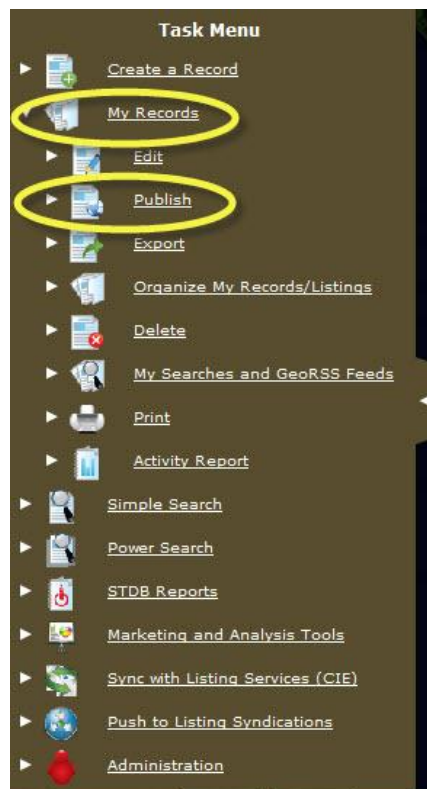 Task Menu
Create a Record
My Records
Edit
Publish
Export
Organize My Records/Listings
Delete
My Searches and GeoRSS Feeds
Print
Activity Report
Simple Search
Power Search
STDB Reports
Marketing and Analysis Tools
Sync with Listing Services (CIE)
Push to Listing Syndications
Administration